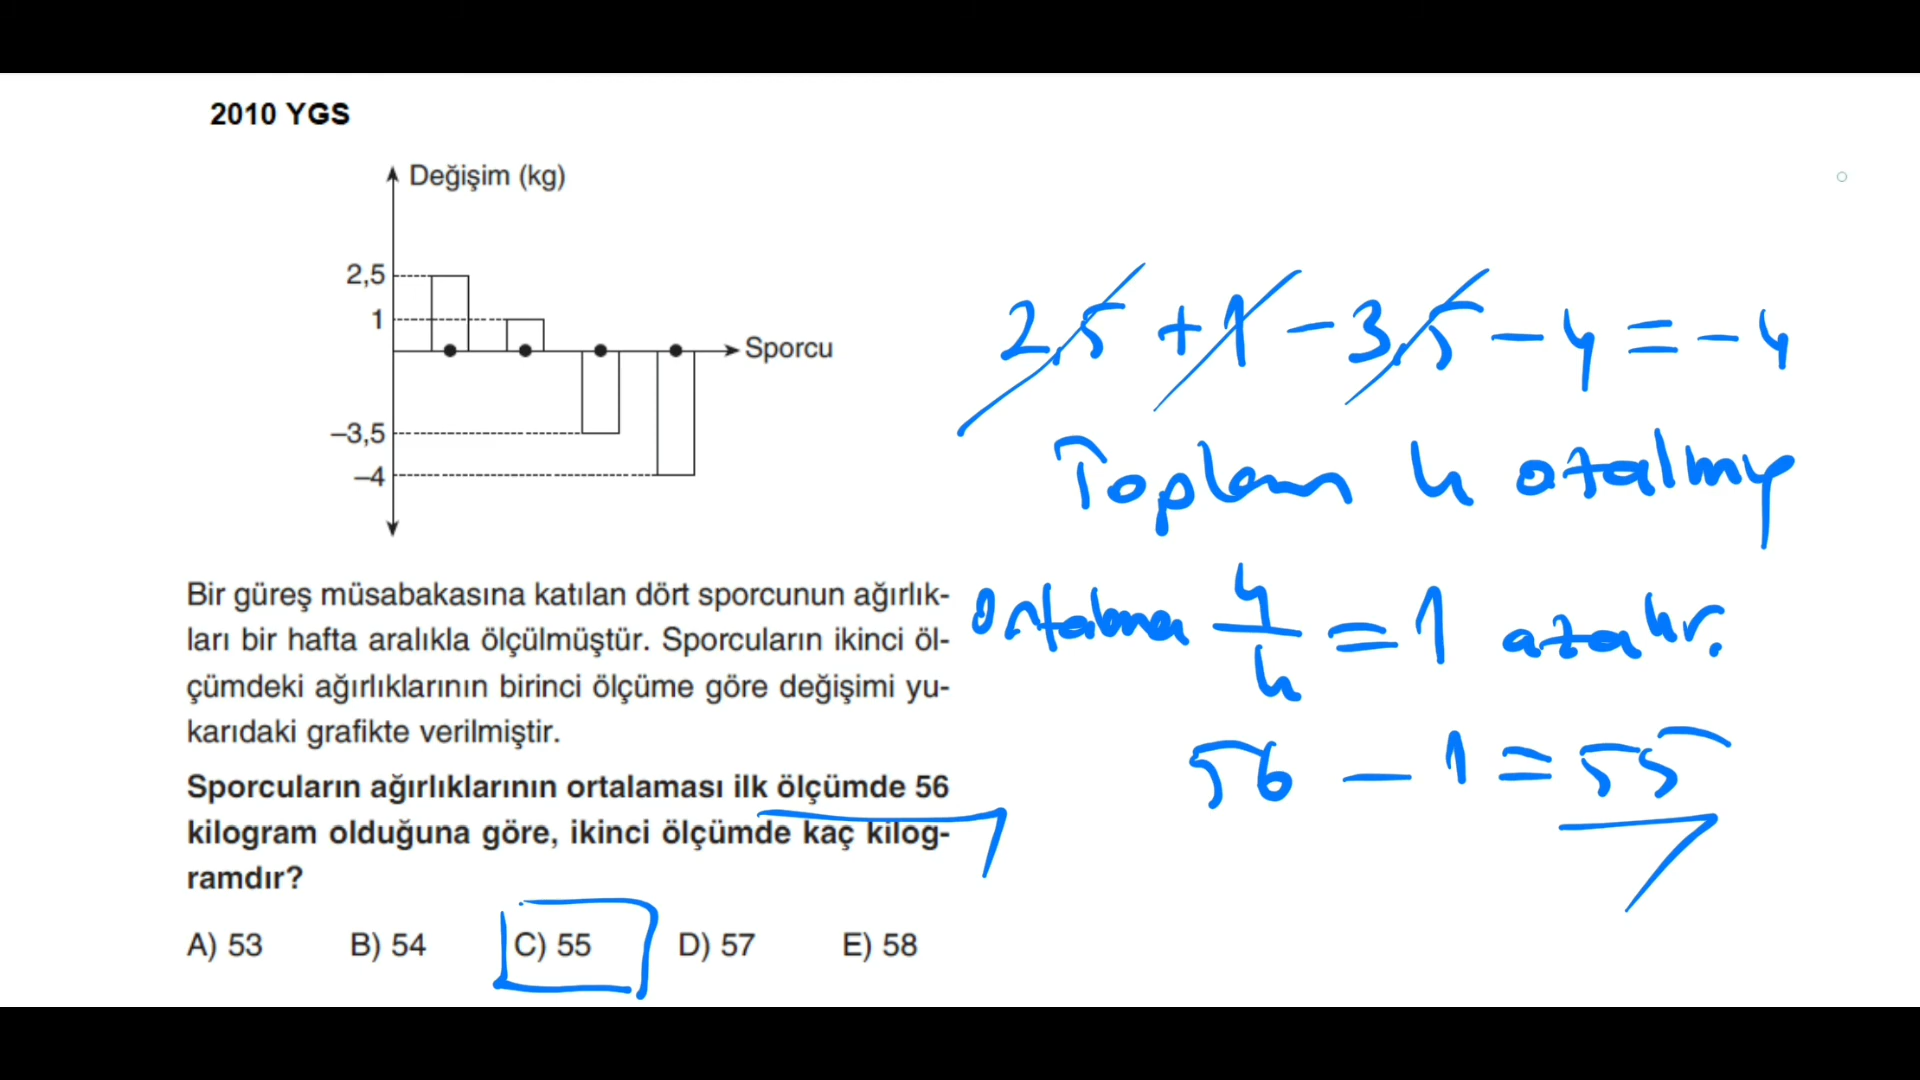 2010 YGS
Değişim (kg)
2,5
1
Sporcu
–3,5
–4
Bir güreş müsabakasına katılan dört sporcunun ağırlık-
ları bir hafta aralıkla ölçülmüştür. Sporcuların ikinci öl-
çümdeki ağırlıklarının birinci ölçüme göre değişimi yu-
karıdaki grafikte verilmiştir.
Sporcuların ağırlıklarının ortalaması ilk ölçümde 56
kilogram olduğuna göre, ikinci ölçümde kaç kilog-
ramdır?
A) 53 B) 54 C) 55 D) 57 E) 58
2,5 + 1 - 3,5 - 4 = - 4
Toplam 4
Ortalama 4/4 = 1 azalır.
56 - 1 = 55